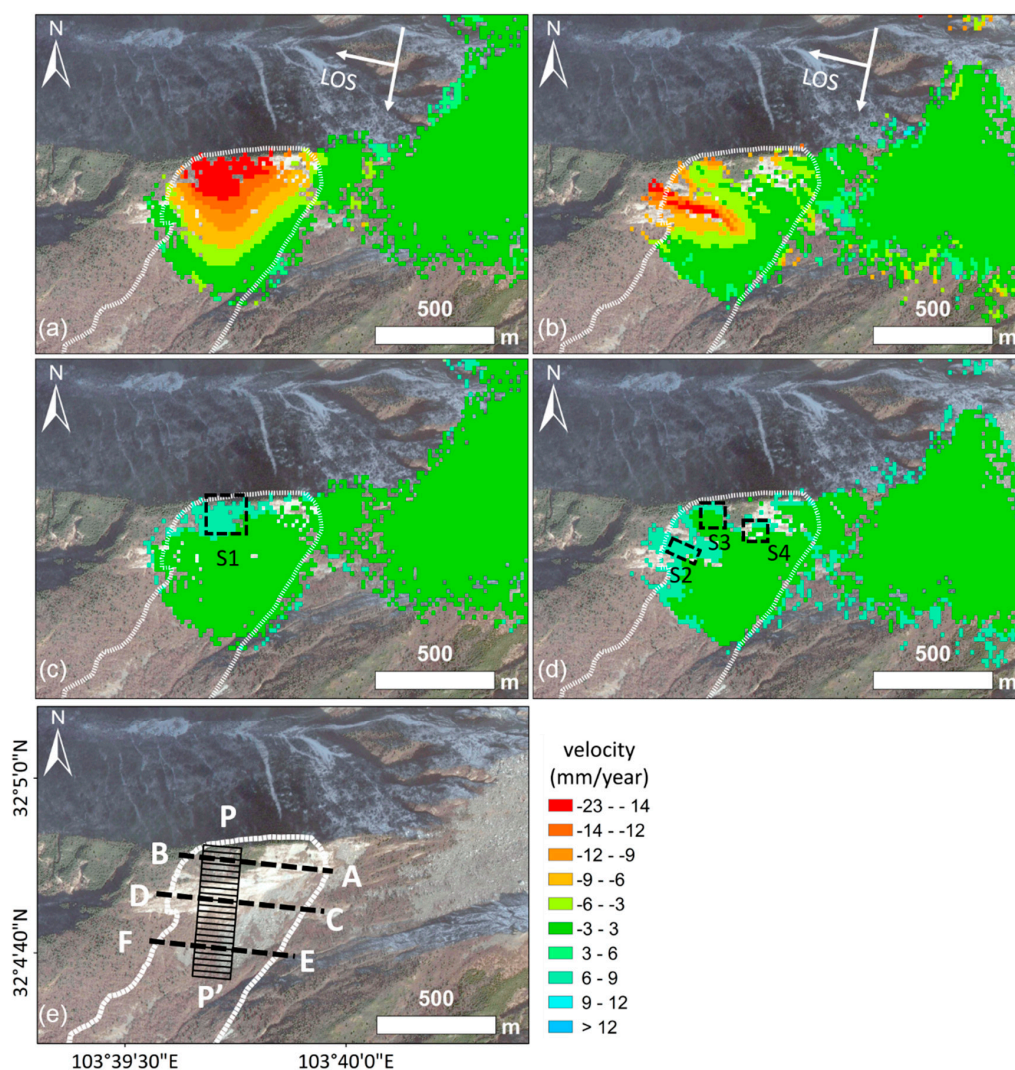 N
LOS
500
m
(a)
N
LOS
500
m
(b)
N
S1
500
m
(c)
N
S3
S4
S2
500
m
(d)
N
32°5'0"N
32°4'40"N
P
B
A
D
C
F
E
P'
500
m
(e)
103°39'30"E
103°40'0"E
velocity
(mm/year)
-23 - - 14
-14 - -12
-12 - -9
-9 - -6
-6 - -3
-3 - 3
3 - 6
6 - 9
9 - 12
> 12